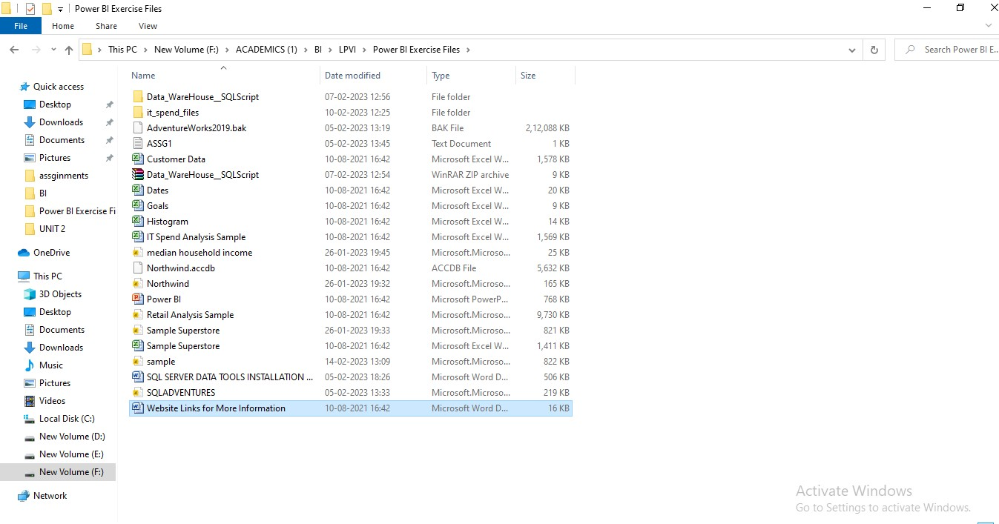 Power BI Exercise Files
File Home Share View
This PC New Volume (F:) ACADEMICS (1) BI LPVI Power BI Exercise Files Search Power BI E...
Name Date modified Type Size
Quick access
Desktop
Downloads
Documents
Pictures
assginments
BI
Power BI Exercise Fi
UNIT 2
OneDrive
This PC
3D Objects
Desktop
Documents
Downloads
Music
Pictures
Videos
Local Disk (C:)
New Volume (D:)
New Volume (E:)
New Volume (F:)
Network
Data_WareHouse__SQLScript 07-02-2023 12:56 File folder
it_spend_files 10-02-2023 12:25 File folder
AdventureWorks2019.bak 05-02-2023 13:19 BAK File 2,12,088 KB
ASSG1 05-02-2023 13:45 Text Document 1 KB
Customer Data 10-08-2021 16:42 Microsoft Excel W... 1,578 KB
Data_WareHouse__SQLScript 07-02-2023 12:54 WinRAR ZIP archive 9 KB
Dates 10-08-2021 16:42 Microsoft Excel W... 20 KB
Goals 10-08-2021 16:42 Microsoft Excel W... 9 KB
Histogram 10-08-2021 16:42 Microsoft Excel W... 14 KB
IT Spend Analysis Sample 10-08-2021 16:42 Microsoft Excel W... 1,569 KB
median household income 26-01-2023 19:45 Microsoft.Microso... 25 KB
Northwind.accdb 10-08-2021 16:42 ACCDB File 5,632 KB
Northwind 26-01-2023 19:32 Microsoft.Microso... 165 KB
Power BI 10-08-2021 16:42 Microsoft PowerP... 768 KB
Retail Analysis Sample 10-08-2021 16:42 Microsoft.Microso... 9,730 KB
Sample Superstore 26-01-2023 19:33 Microsoft.Microso... 821 KB
Sample Superstore 10-08-2021 16:42 Microsoft Excel W... 1,411 KB
sample 14-02-2023 13:09 Microsoft.Microso... 822 KB
SQL SERVER DATA TOOLS INSTALLATION ... 05-02-2023 18:26 Microsoft Word D... 506 KB
SQLADVENTURES 05-02-2023 13:33 Microsoft.Microso... 219 KB
Website Links for More Information 10-08-2021 16:42 Microsoft Word D... 16 KB
Activate Windows
Go to Settings to activate Windows.